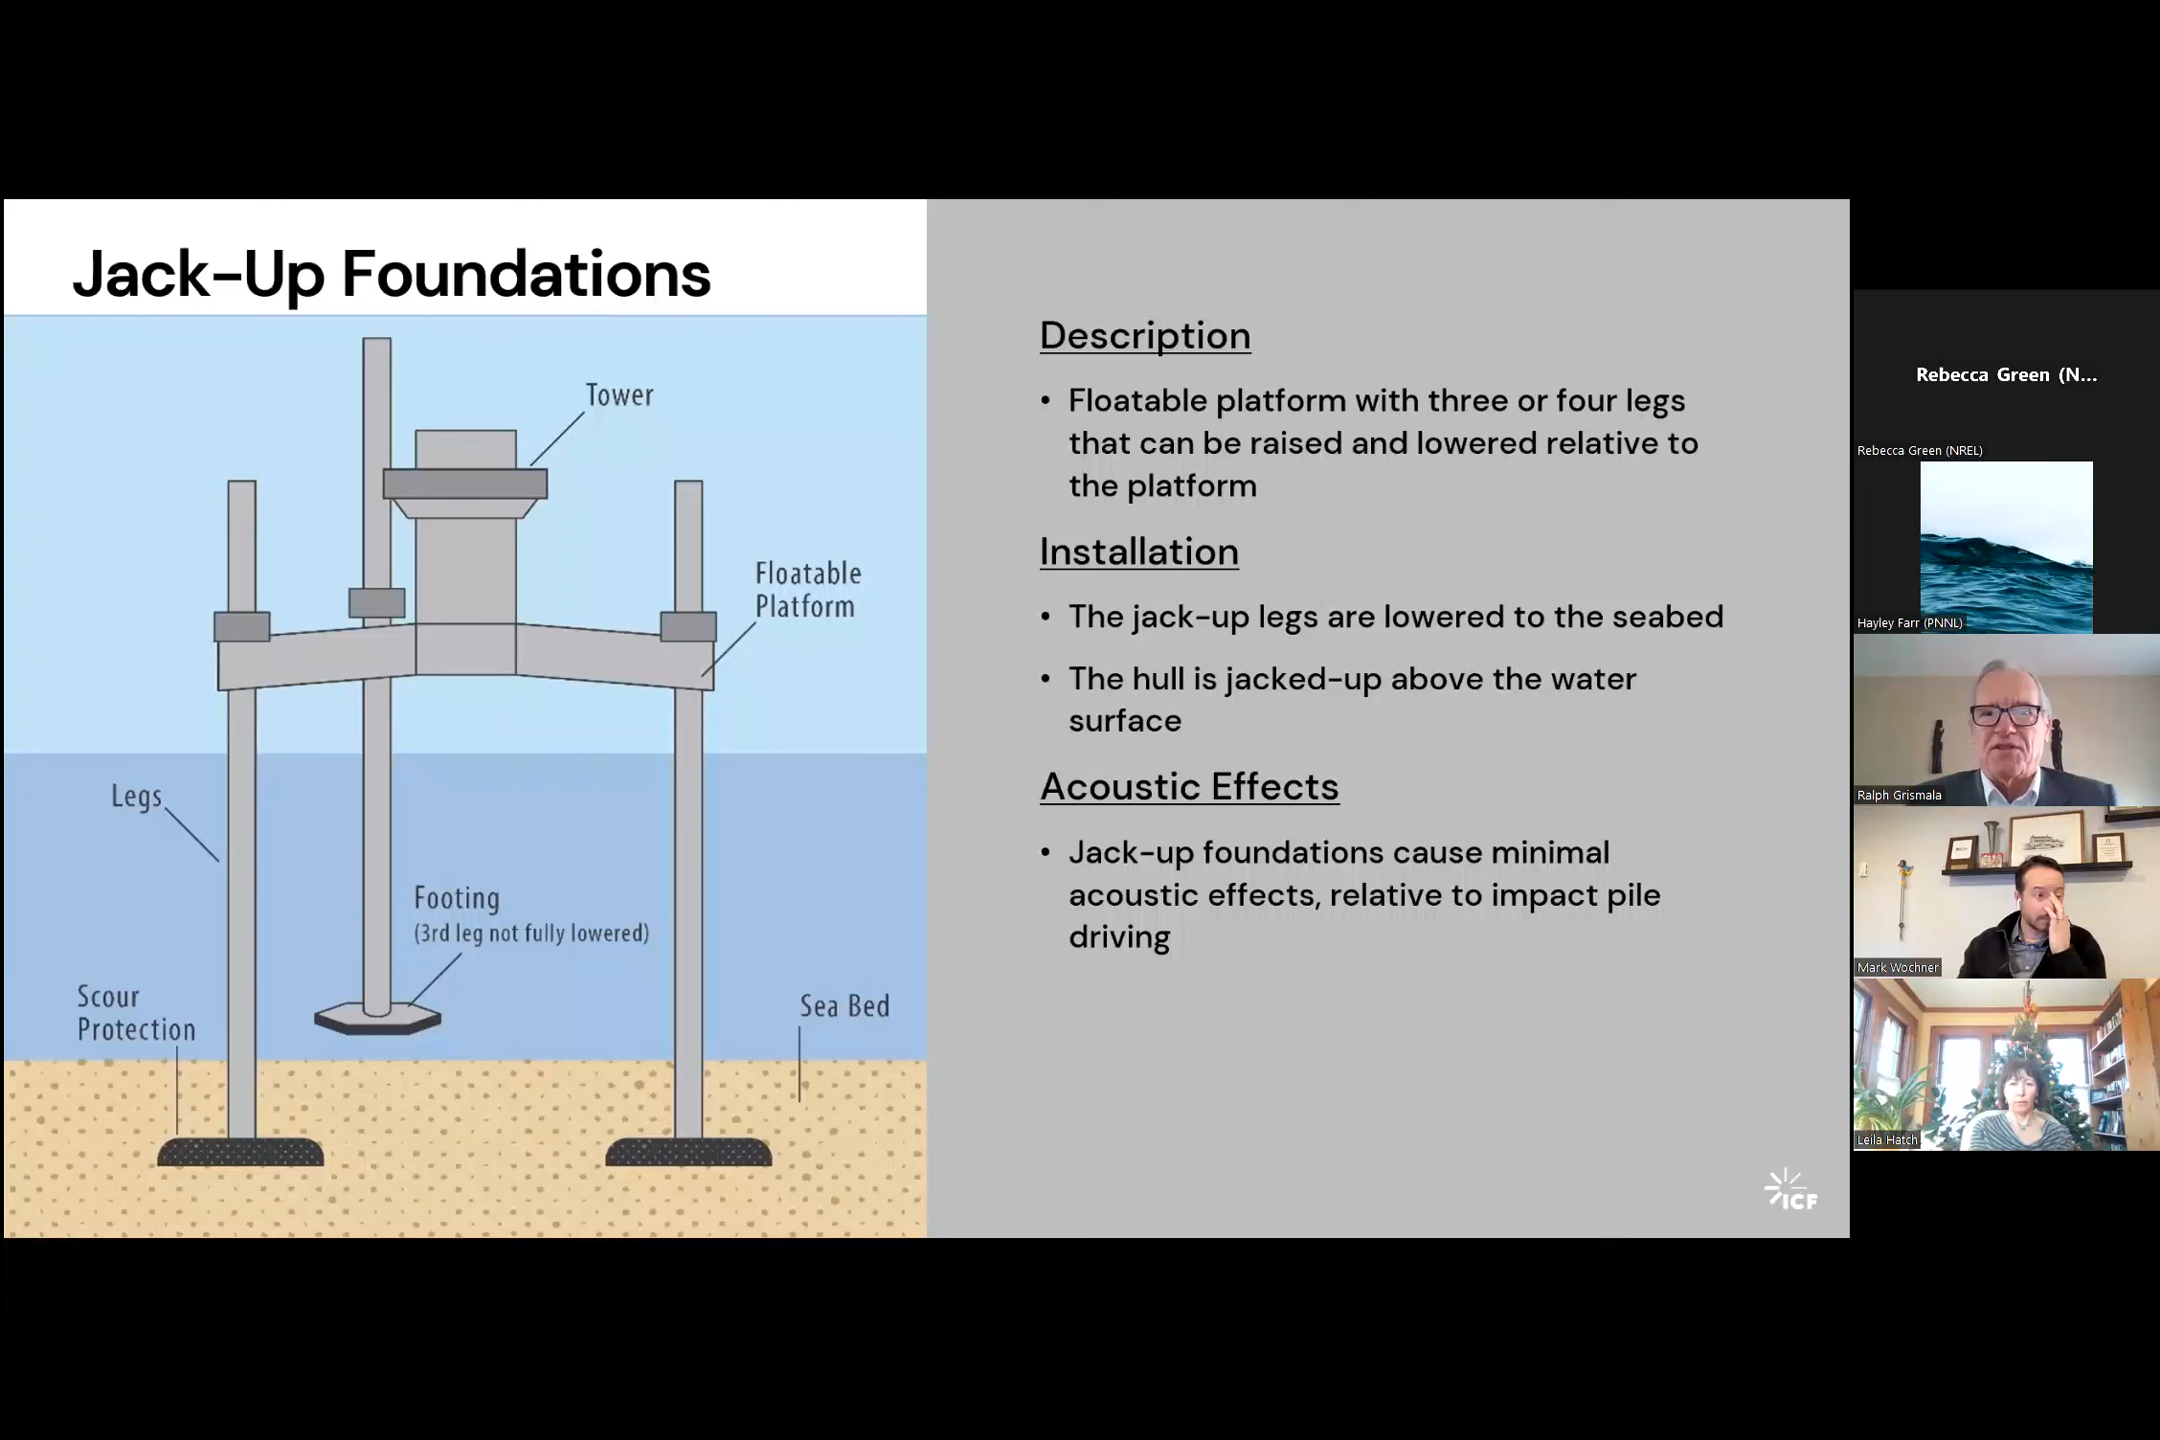 Jack-Up Foundations
Tower
Floatable
Platform
Legs
Footing
(3rd leg not fully lowered)
Scour
Protection
Sea Bed
Description
• Floatable platform with three or four legs
that can be raised and lowered relative to
the platform
Installation
• The jack-up legs are lowered to the seabed
• The hull is jacked-up above the water
surface
Acoustic Effects
• Jack-up foundations cause minimal
acoustic effects, relative to impact pile
driving
ICF
Rebecca Green (N...
Rebecca Green (NREL)
Hayley Farr (PNNL)
Ralph Grismala
Mark Wochner
Leila Hatch